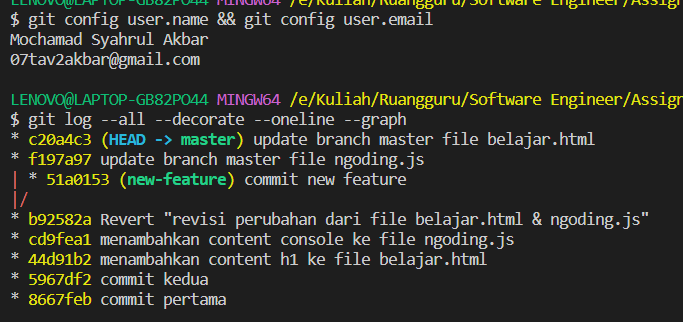 $ git config user.name && git config user.email
Mochamad Syahrul Akbar
07tav2akbar@gmail.com
LENOVO@LAPTOP-GB82PO44 MINGW64 /e/Kuliah/Ruangguru/Software Engineer/Assign
$ git log --all --decorate --oneline --graph
* c20a4c3 (HEAD -> master) update branch master file belajar.html
* f197a97 update branch master file ngoding.js
| * 51a0153 (new-feature) commit new feature
|/
* b92582a Revert "revisi perubahan dari file belajar.html & ngoding.js"
* cd9fea1 menambahkan content console ke file ngoding.js
* 44d91b2 menambahkan content h1 ke file belajar.html
* 5967df2 commit kedua
* 8667feb commit pertama